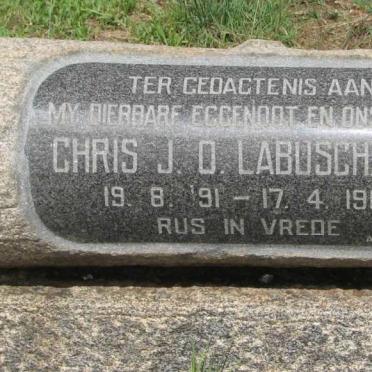 TER GEDACTENIS AAN
MY DIERBARE EGGENOOT EN ONS
CHRIS J. O. LABUSCH
19. 8. '91 – 17. 4. 19
RUS IN VREDE